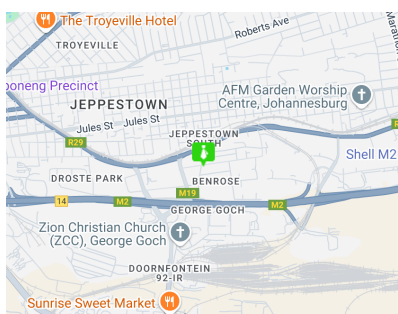 The Troyeville Hotel
Roberts Ave
TROYEVILLE
Marathon
poneng Precinct
AFM Garden Worship
Centre, Johannesburg
JEPPESTOWN
Jules St
Jules St
JEPPESTOWN
SOUTH
R29
Shell M2
DROSTE PARK
BENROSE
M19
14
M2
M2
GEORGE GOCH
Zion Christian Church
(ZCC), George Goch
DOORNFONTEIN
92-IR
Sunrise Sweet Market